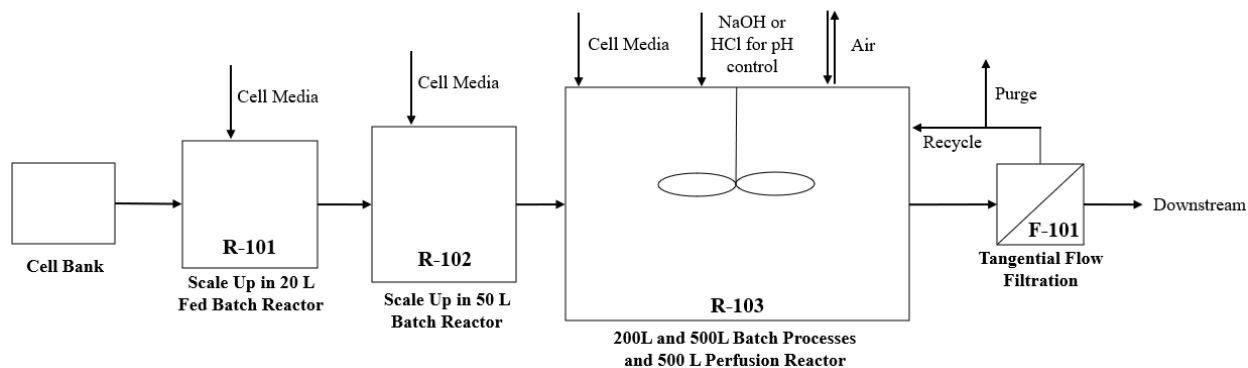 Cell Bank
Cell Media
R-101
Scale Up in 20 L
Fed Batch Reactor
Cell Media
R-102
Scale Up in 50 L
Batch Reactor
Cell Media
NaOH or
HCl for pH
control
Air
R-103
200L and 500L Batch Processes
and 500 L Perfusion Reactor
Purge
Recycle
F-101
Tangential Flow
Filtration
Downstream